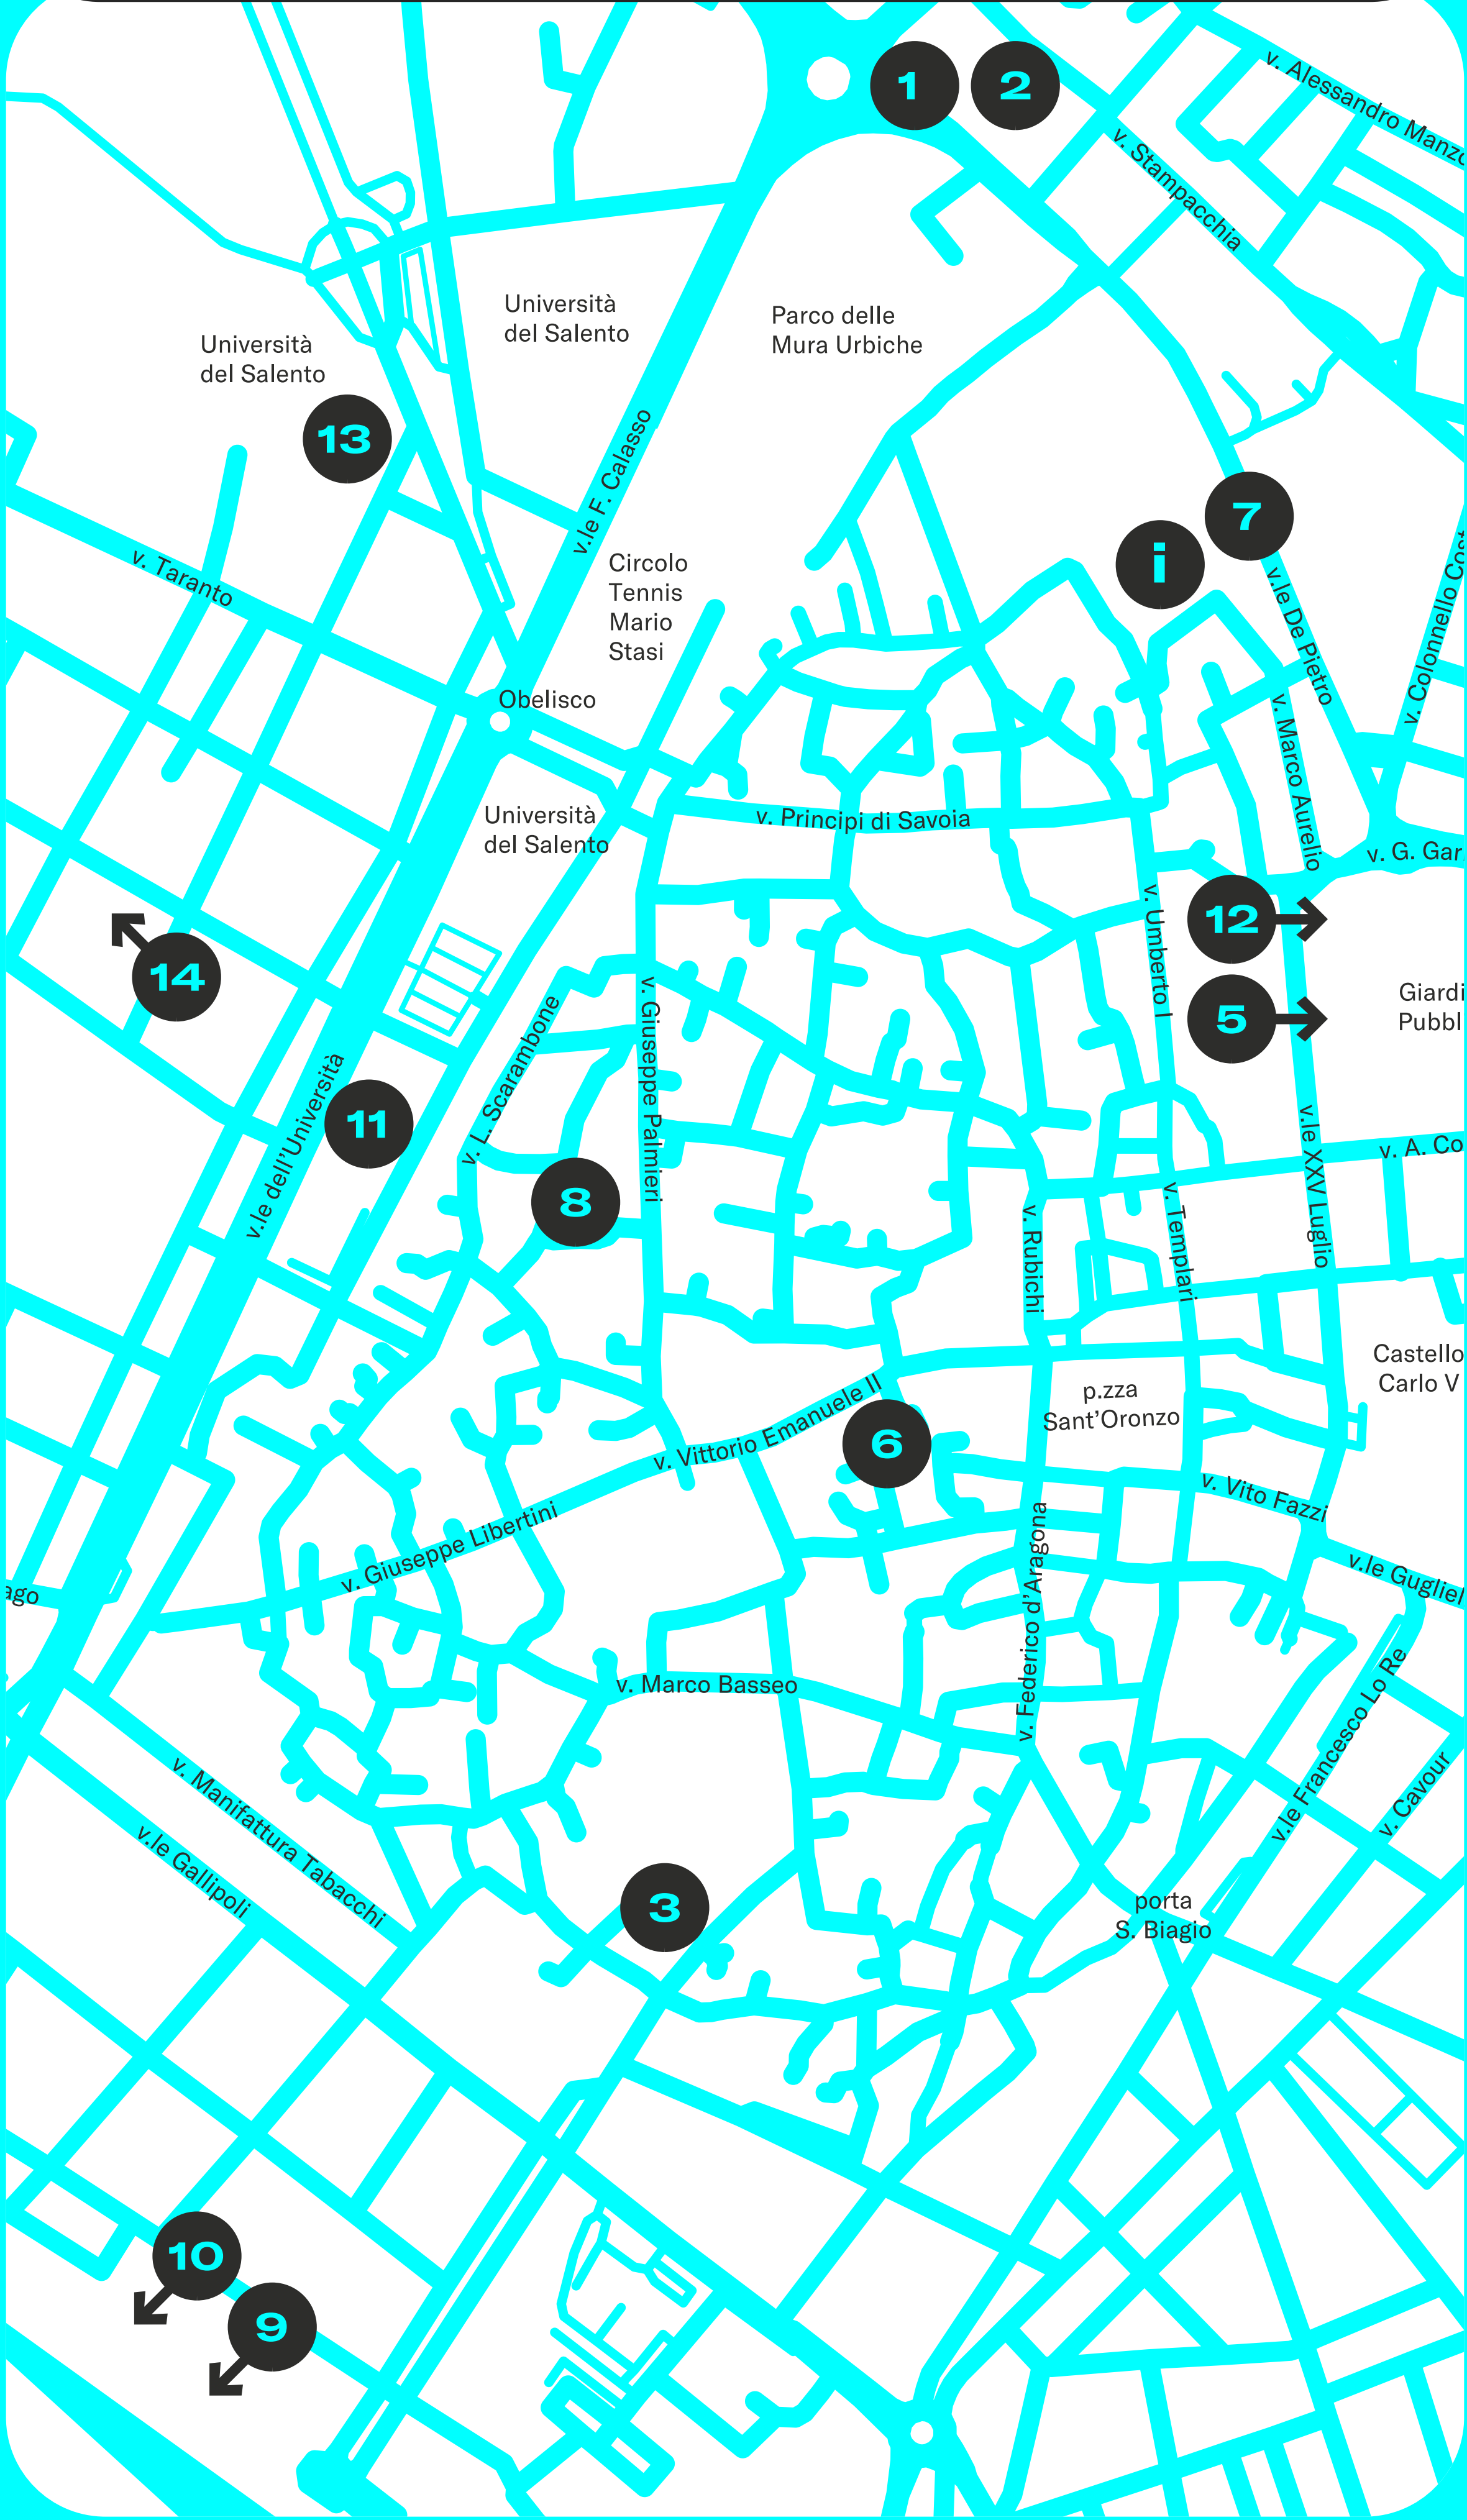 1
2
v. Alessandro Manzo
v. Stampacchia
Università
del Salento
Parco delle
Mura Urbiche
Università
del Salento
13
v.le F. Calasso
7
i
v. Taranto
Circolo
Tennis
Mario
Stasi
v.le De Pietro
v. Colonnello Cost
Obelisco
v. Marco Aurelio
Università
del Salento
v. Principi di Savoia
v. G. Gar
v. Umberto I
12
14
5
Giardi
Pubbl
v. L. Scarambone
v. Giuseppe Palmieri
v.le dell'Università
11
8
v.le XXV Luglio
v. A. Co
v. Rubichi
v. Templari
Castello
Carlo V
p.zza
Sant'Oronzo
v. Vittorio Emanuele II
6
v. Vito Fazzi
v. Giuseppe Libertini
v. Federico d'Aragona
v.le Gugliel
ago
v. Marco Basseo
v.le Francesco Lo Re
v. Cavour
v. Manifattura Tabacchi
v.le Gallipoli
3
porta
S. Biagio
10
9